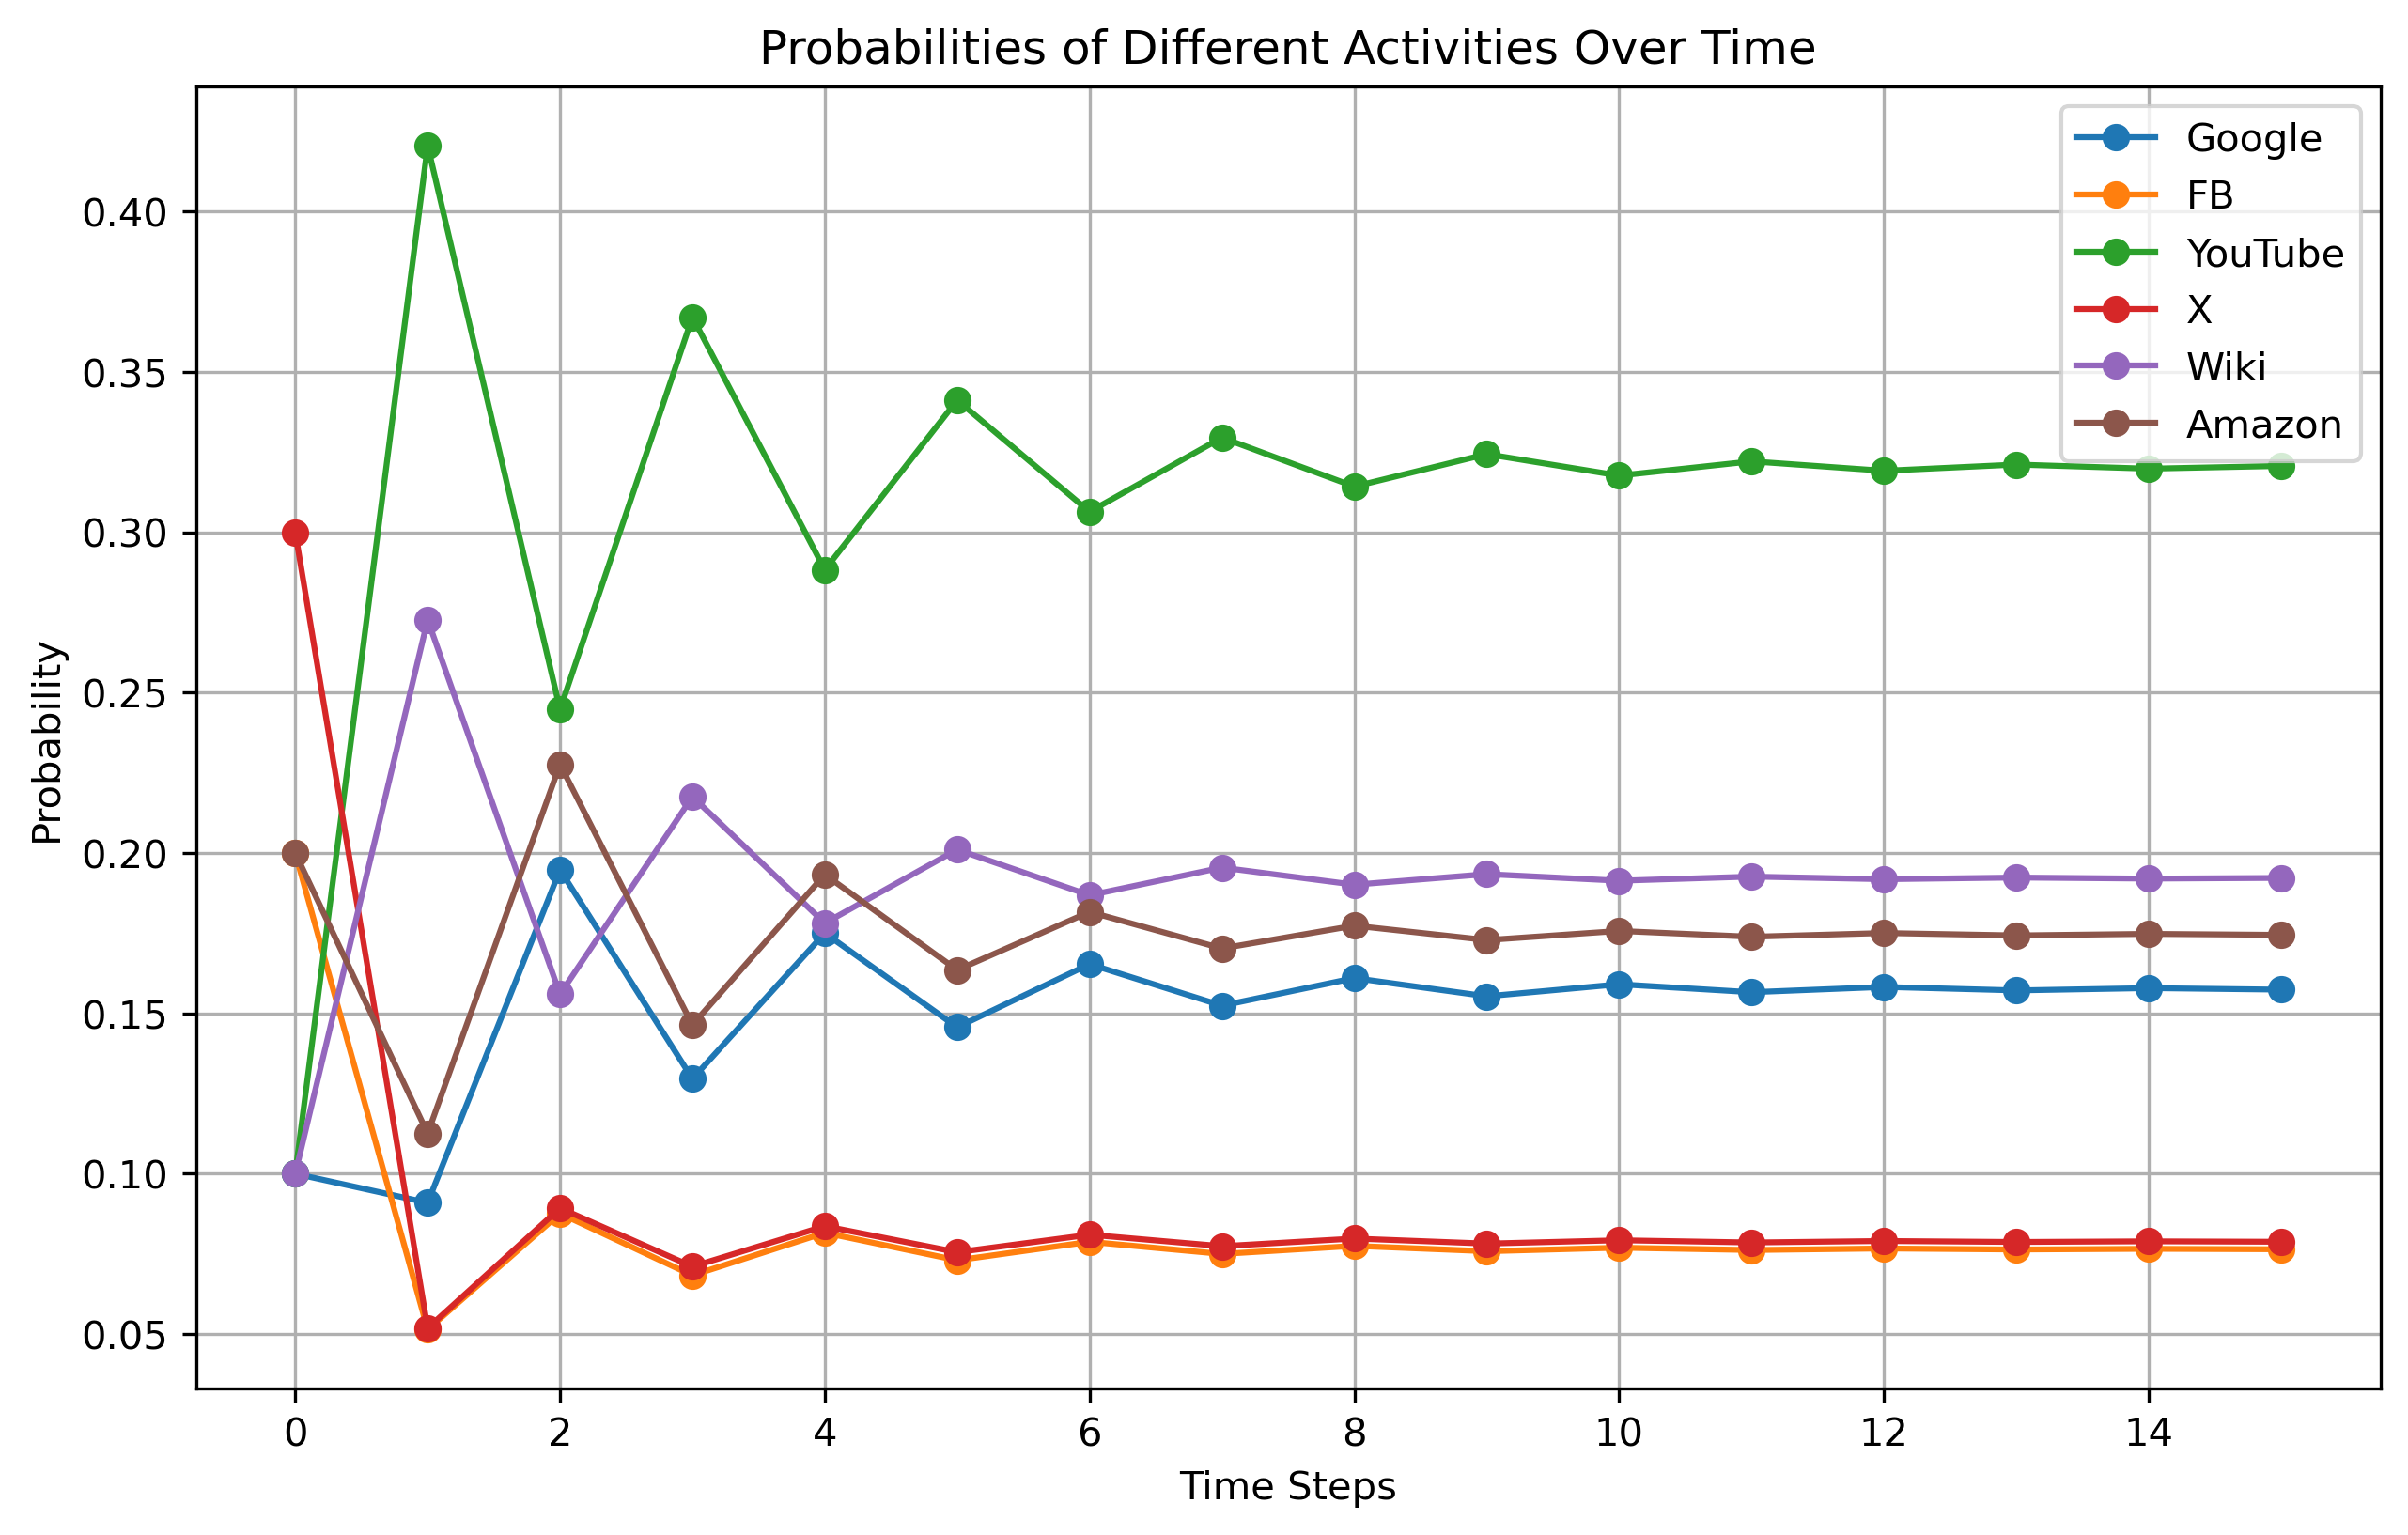 Probabilities of Different Activities Over Time
Probability
0.40
0.35
0.30
0.25
0.20
0.15
0.10
0.05
Google
FB
YouTube
X
Wiki
Amazon
0 2 4 6 8 10 12 14
Time Steps